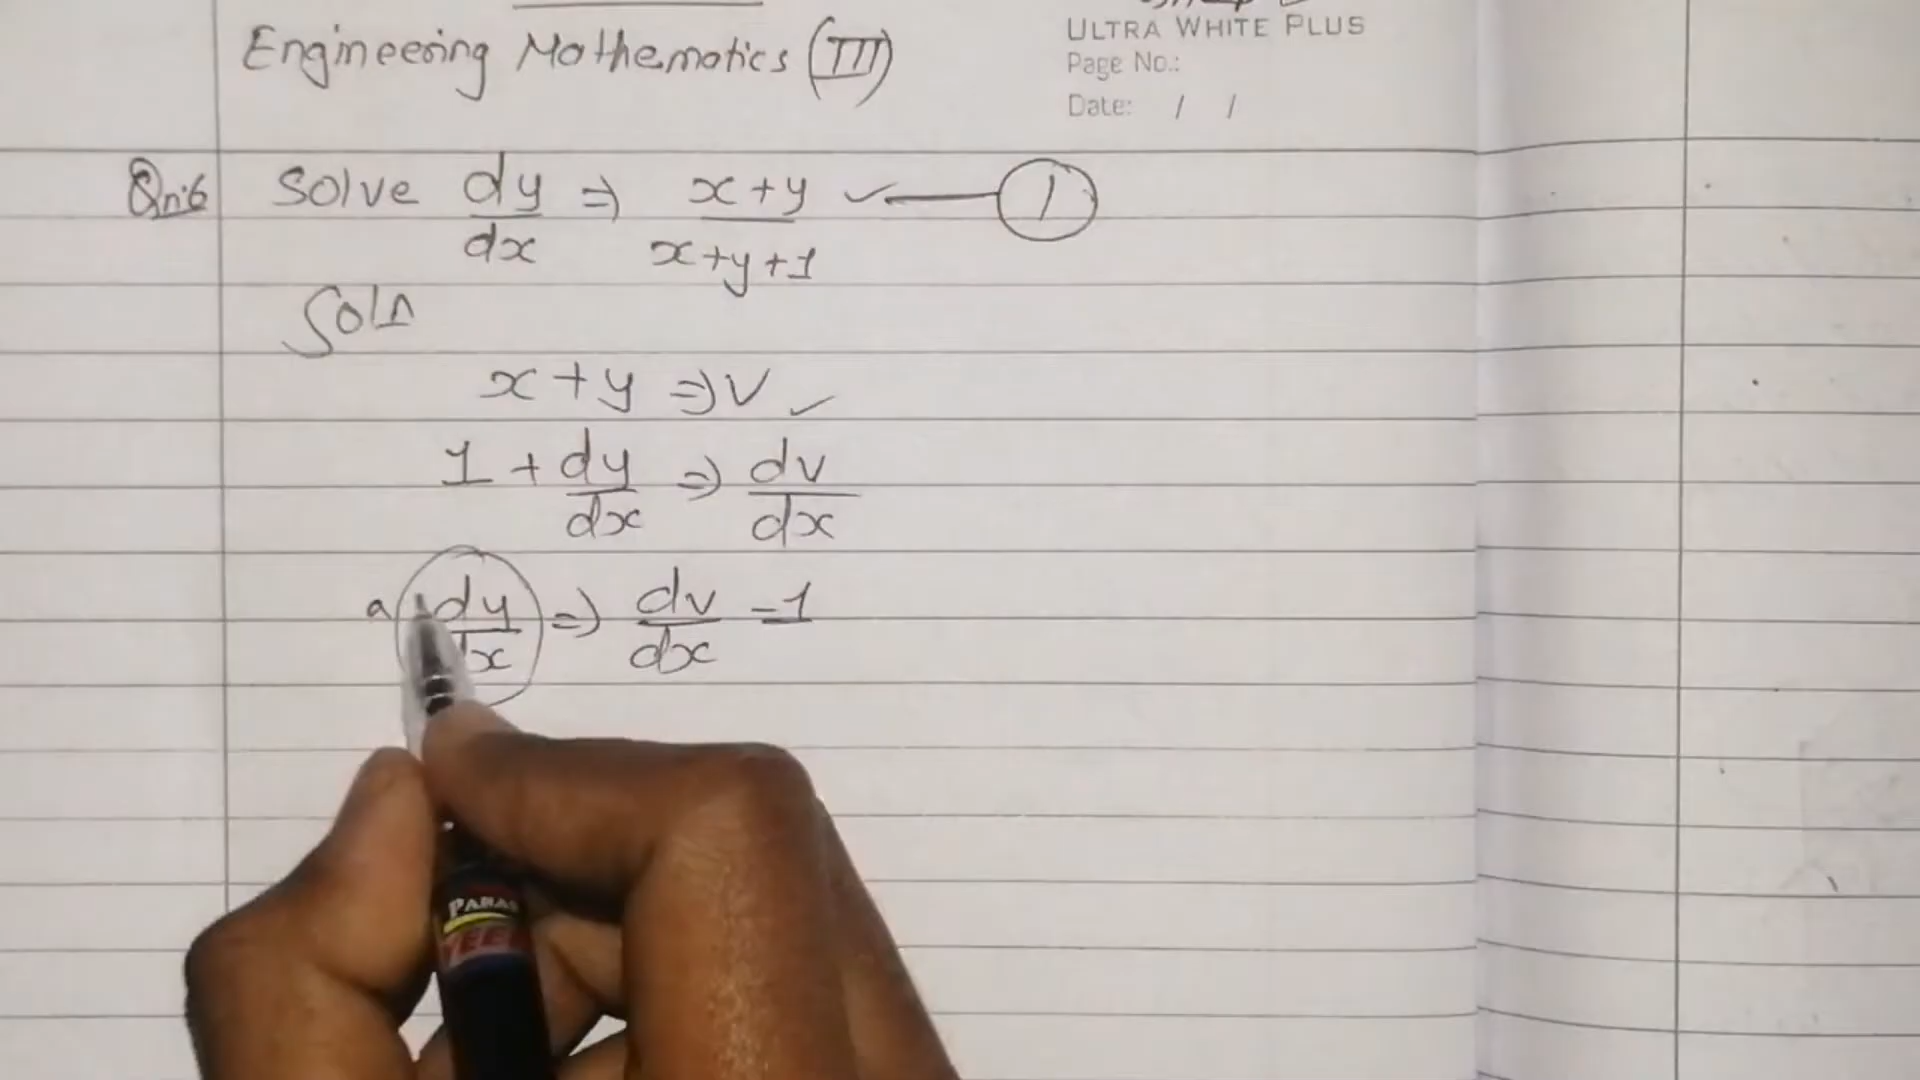 Engineering Mathematics (III)
ULTRA WHITE PLUS
Page No.:
Date: / /
Qn:6 Solve dy/dx ⇒ x+y/x+y+1 ✓ ← 1
Soln
x+y ⇒ v ✓
1 + dy/dx ⇒ dv/dx
a dy/dx ⇒ dv/dx -1
PARAS